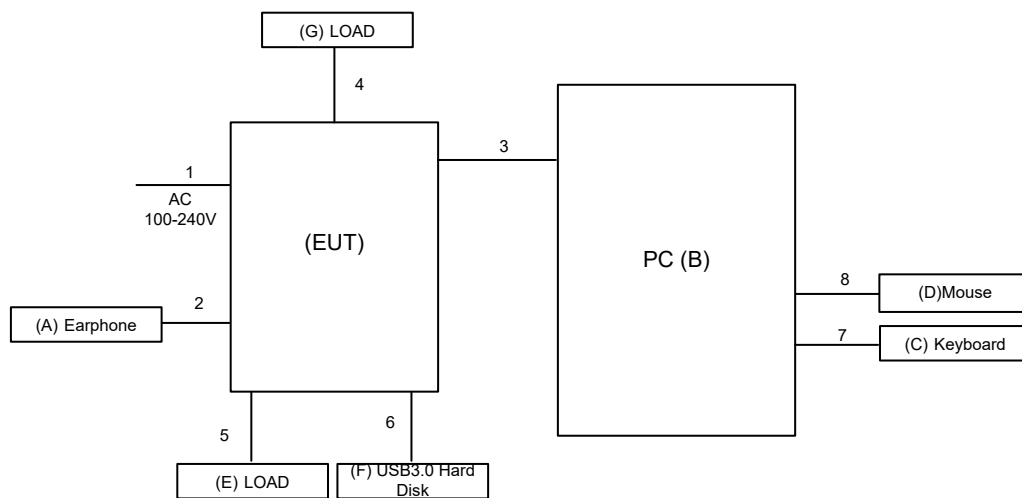 (G) LOAD
4
3
1
AC
100-240V
(EUT)
PC (B)
8
(D)Mouse
2
(A) Earphone
7
(C) Keyboard
5
6
(E) LOAD
(F) USB3.0 Hard
Disk